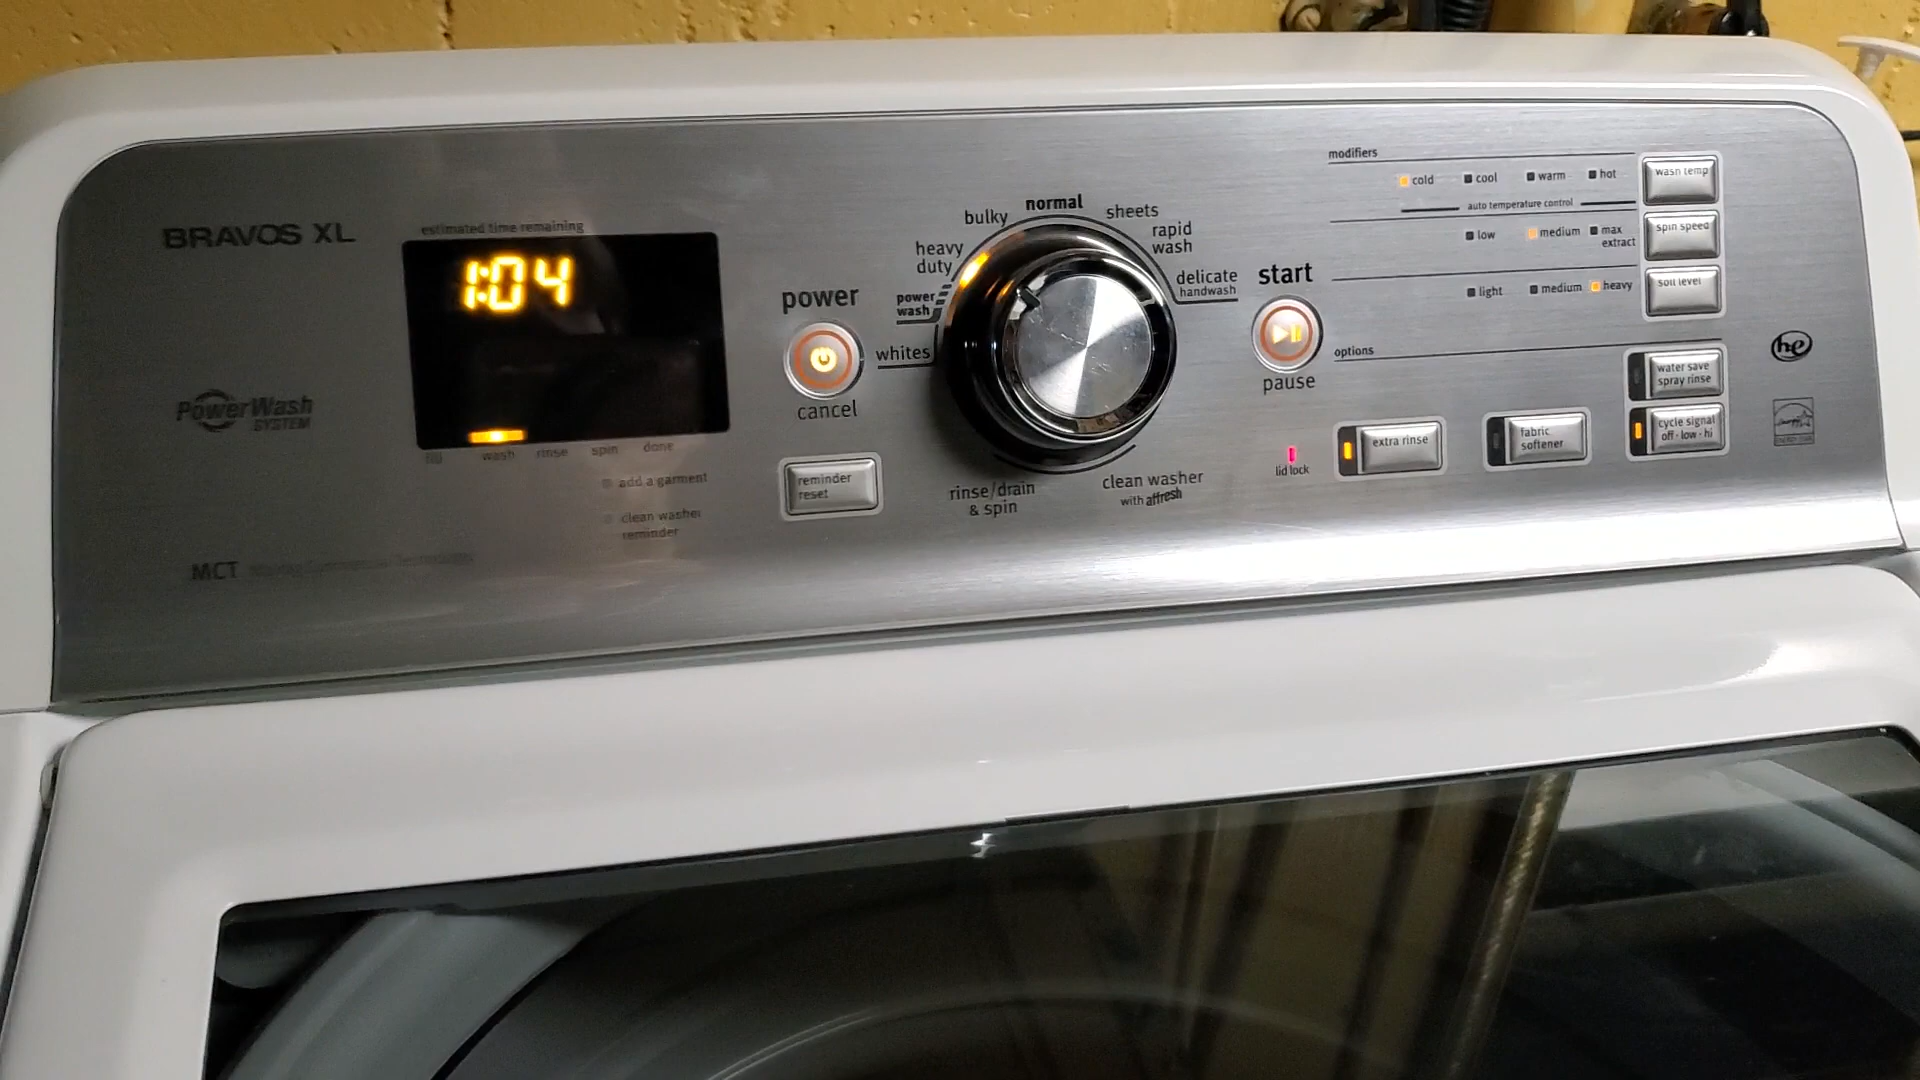 BRAVOS XL
estimated time remaining
1:04
PowerWash
SYSTEM
fill wash rinse spin done
add a garment
clean washer
reminder
MCT
power
cancel
reminder
reset
whites
power
wash
heavy
duty
bulky
normal
sheets
rapid
wash
delicate
handwash
rinse/drain
& spin
clean washer
with affresh
start
pause
lid lock
modifiers
cold cool warm hot
wash temp
auto temperature control
low medium max
extract
spin speed
light medium heavy
soil level
options
water save
spray rinse
extra rinse
fabric
softener
cycle signal
off · low · hi
he